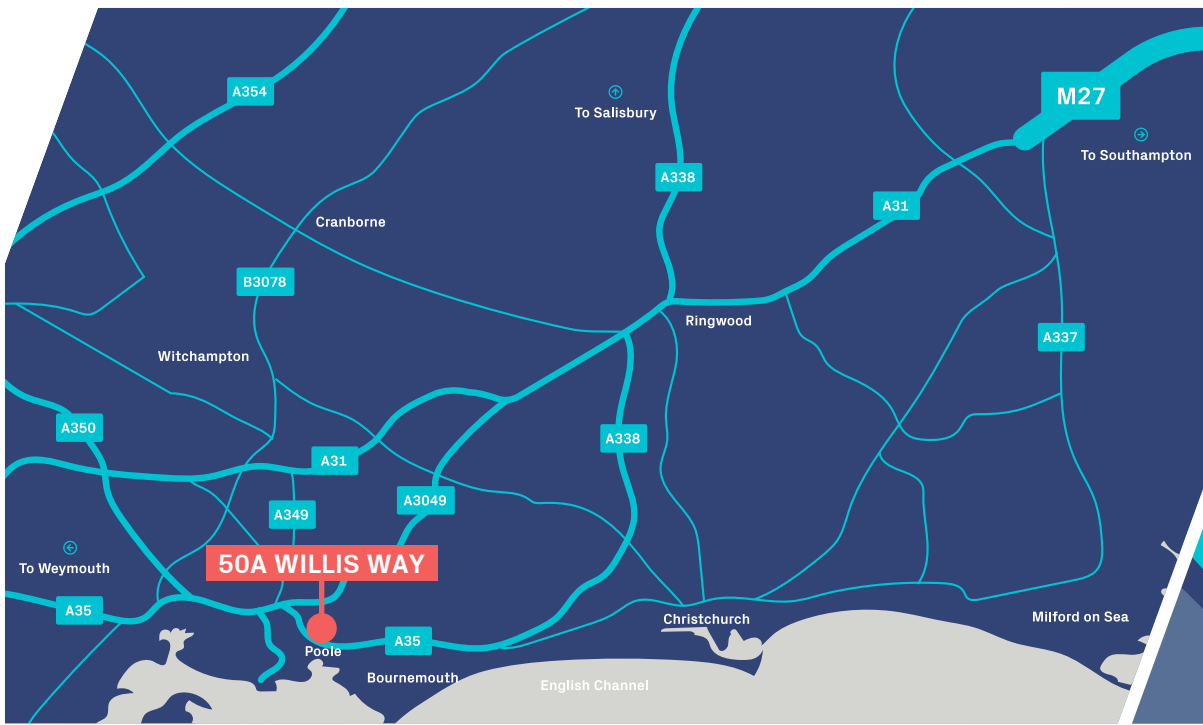 A354
M27
To Salisbury
To Southampton
A338
A31
Cranborne
B3078
Ringwood
A337
Witchampton
A350
A338
A31
A3049
A349
To Weymouth
50A WILLIS WAY
A35
Christchurch
Milford on Sea
A35
Poole
Bournemouth
English Channel